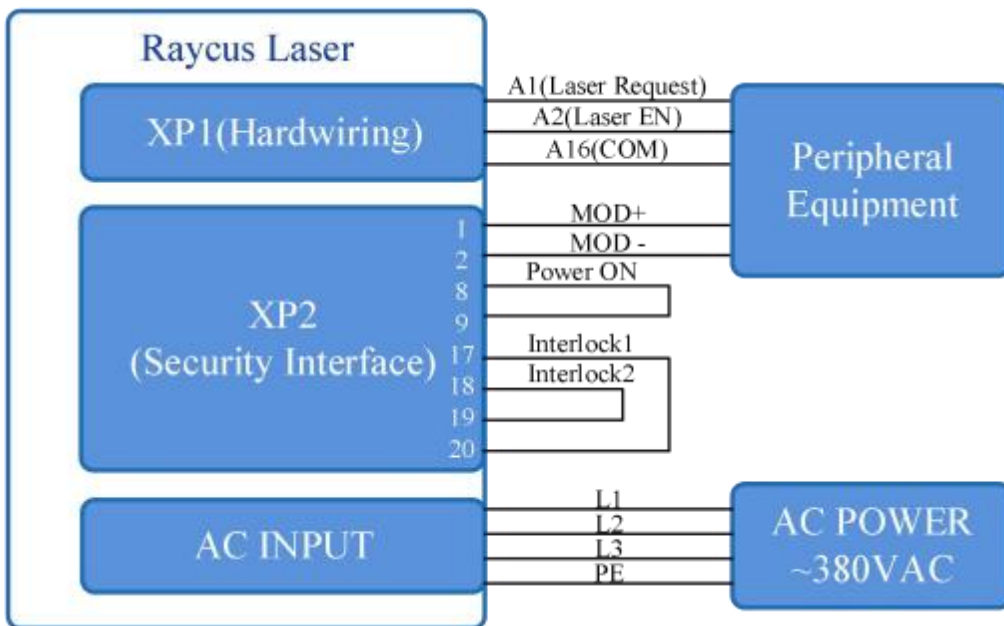 Raycus Laser
XP1(Hardwiring)
A1(Laser Request)
A2(Laser EN)
A16(COM)
Peripheral
Equipment
XP2
(Security Interface)
1
2
8
9
17
18
19
20
MOD+
MOD -
Power ON
Interlock1
Interlock2
AC INPUT
L1
L2
L3
PE
AC POWER
~380VAC